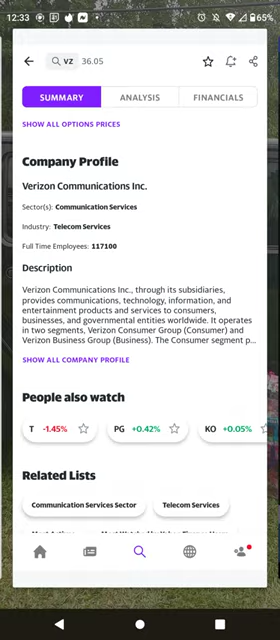 12:33
65%
VZ 36.05
SUMMARY ANALYSIS FINANCIALS
SHOW ALL OPTIONS PRICES
Company Profile
Verizon Communications Inc.
Sector(s): Communication Services
Industry: Telecom Services
Full Time Employees: 117100
Description
Verizon Communications Inc., through its subsidiaries,
provides communications, technology, information, and
entertainment products and services to consumers,
businesses, and governmental entities worldwide. It operates
in two segments, Verizon Consumer Group (Consumer) and
Verizon Business Group (Business). The Consumer segment p...
SHOW ALL COMPANY PROFILE
People also watch
T -1.45% PG +0.42% KO +0.05%
Related Lists
Communication Services Sector Telecom Services